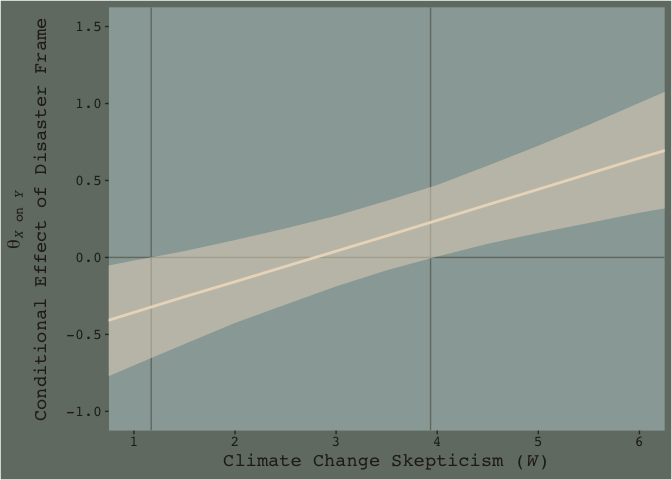 θX on Y
Conditional Effect of Disaster Frame
1.5
1.0
0.5
0.0
−0.5
−1.0
1 2 3 4 5 6
Climate Change Skepticism (W)